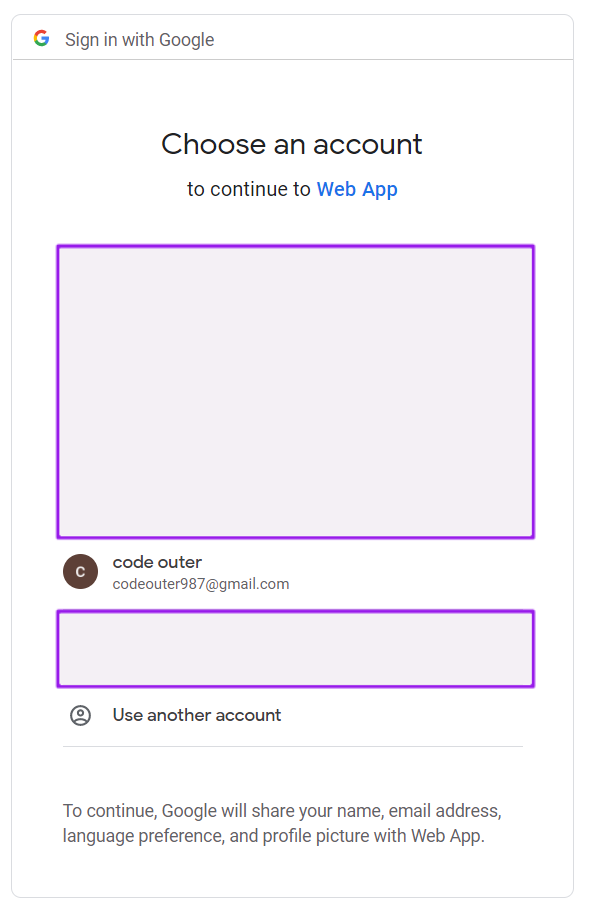 Sign in with Google
Choose an account
to continue to Web App
C
code outer
codeouter987@gmail.com
Use another account
To continue, Google will share your name, email address,
language preference, and profile picture with Web App.